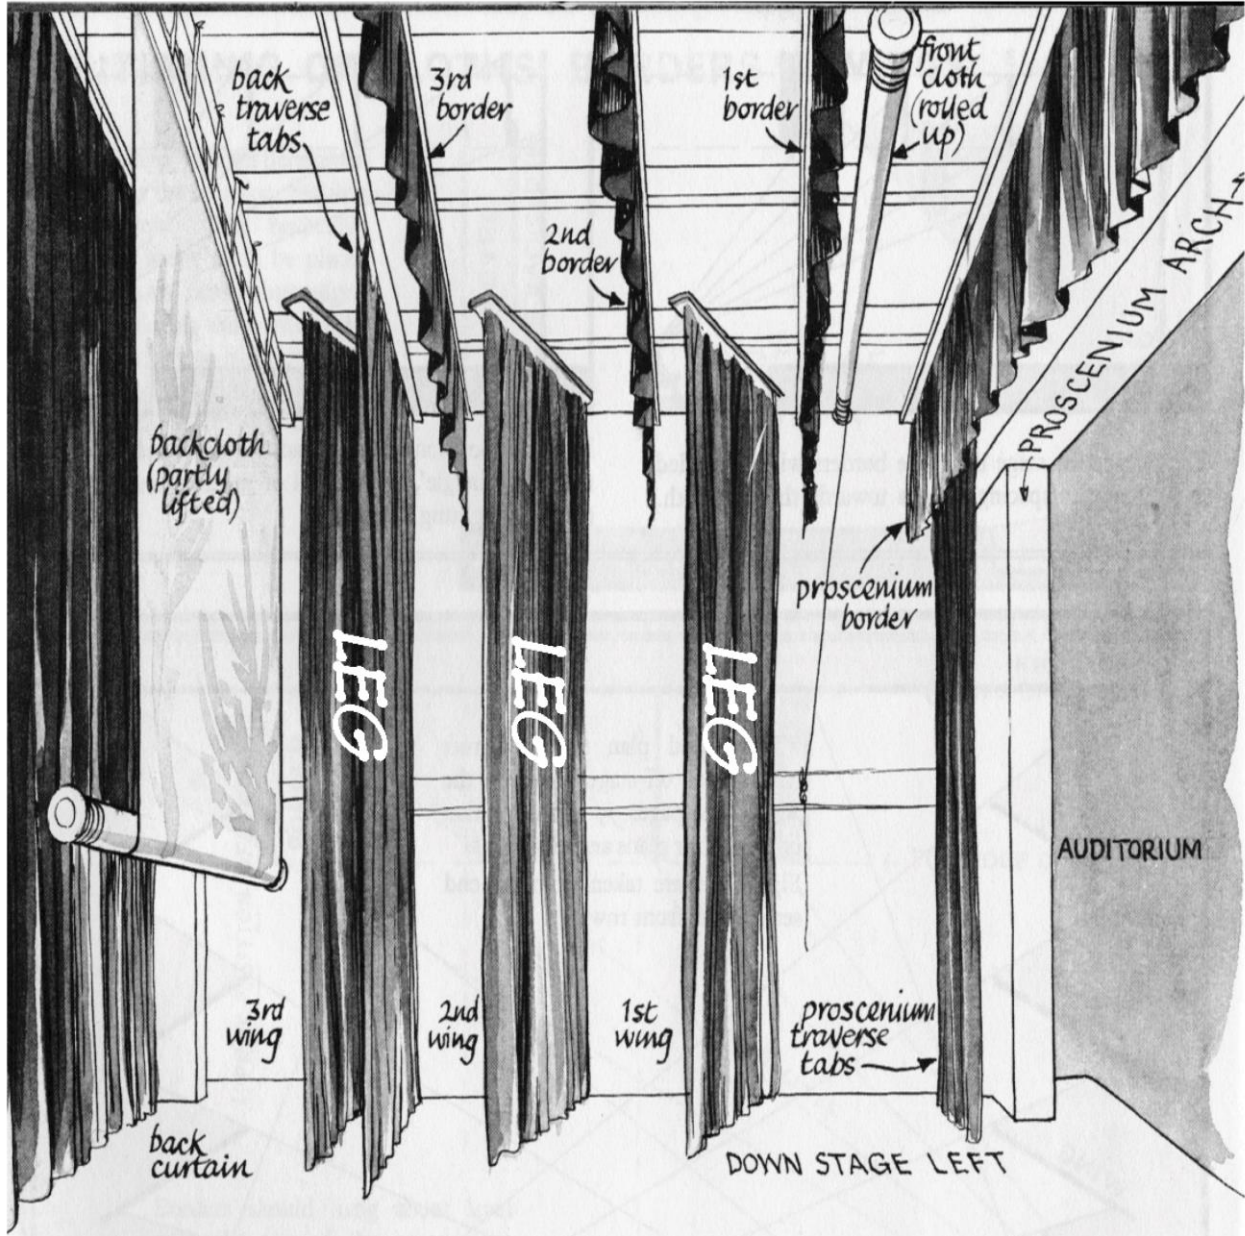 back
traverse
tabs
3rd
border
1st
border
front
cloth
(rolled
up)
2nd
border
PROSCENIUM ARCH
backcloth
(partly
lifted)
proscenium
border
LEG
LEG
LEG
AUDITORIUM
3rd
wing
2nd
wing
1st
wing
proscenium
traverse
tabs
back
curtain
DOWN STAGE LEFT